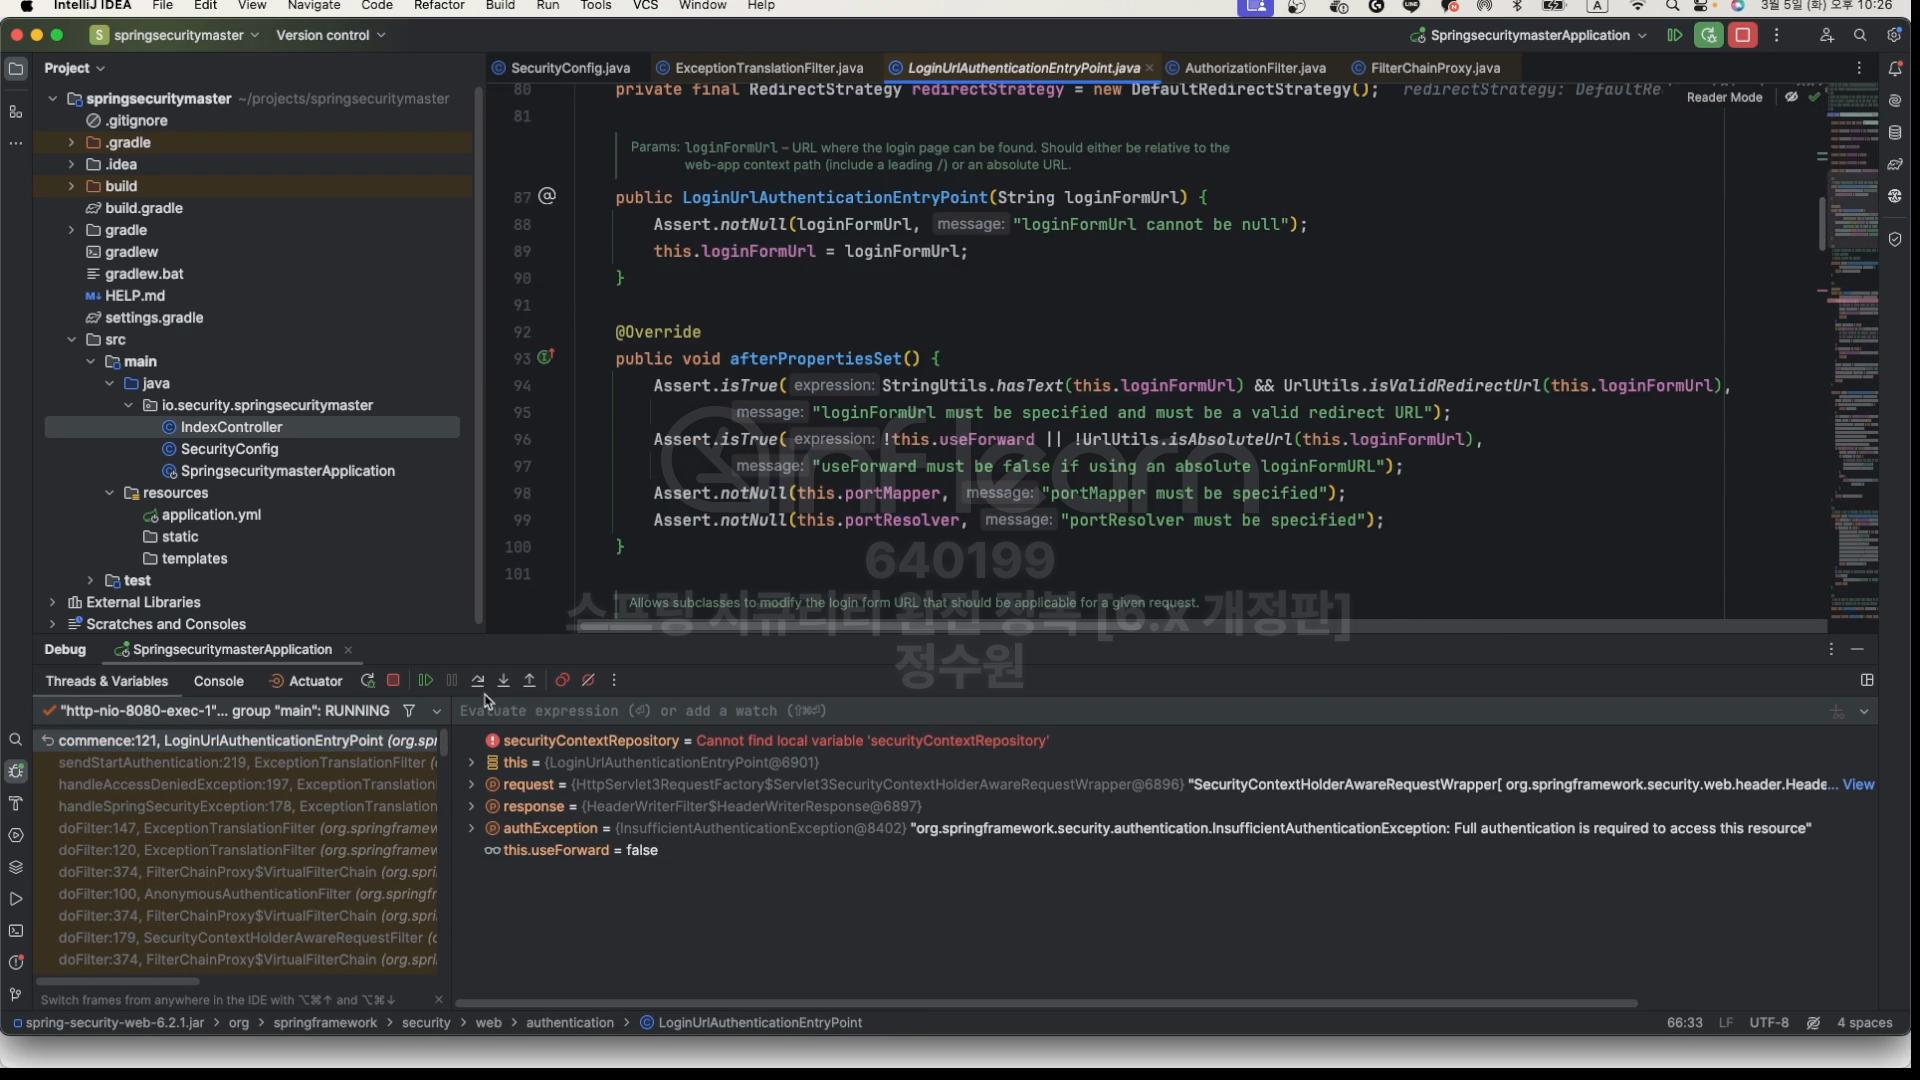 IntelliJ IDEA File Edit View Navigate Code Refactor Build Run Tools VCS Window Help 3월 5일 (화) 오후 10:26
S springsecuritymaster Version control SpringsecuritymasterApplication
Project
SecurityConfig.java ExceptionTranslationFilter.java LoginUrlAuthenticationEntryPoint.java AuthorizationFilter.java FilterChainProxy.java
springsecuritymaster ~/projects/springsecuritymaster
.gitignore
.gradle
.idea
build
build.gradle
gradle
gradlew
gradlew.bat
M↓ HELP.md
settings.gradle
src
main
java
io.security.springsecuritymaster
IndexController
SecurityConfig
SpringsecuritymasterApplication
resources
application.yml
static
templates
test
External Libraries
Scratches and Consoles
Reader Mode
80 private final RedirectStrategy redirectStrategy = new DefaultRedirectStrategy(); redirectStrategy: DefaultRe
81
Params: loginFormUrl – URL where the login page can be found. Should either be relative to the
web-app context path (include a leading /) or an absolute URL.
87 @ public LoginUrlAuthenticationEntryPoint(String loginFormUrl) {
88 Assert.notNull(loginFormUrl, message: "loginFormUrl cannot be null");
89 this.loginFormUrl = loginFormUrl;
90 }
91
92 @Override
93 public void afterPropertiesSet() {
94 Assert.isTrue( expression: StringUtils.hasText(this.loginFormUrl) && UrlUtils.isValidRedirectUrl(this.loginFormUrl),
95 message: "loginFormUrl must be specified and must be a valid redirect URL");
96 Assert.isTrue( expression: !this.useForward || !UrlUtils.isAbsoluteUrl(this.loginFormUrl),
97 message: "useForward must be false if using an absolute loginFormURL");
98 Assert.notNull(this.portMapper, message: "portMapper must be specified");
99 Assert.notNull(this.portResolver, message: "portResolver must be specified");
100 }
101
Allows subclasses to modify the login form URL that should be applicable for a given request.
inflearn
640199
스프링 시큐리티 완전 정복 [6.x 개정판]
정수원
Debug SpringsecuritymasterApplication
Threads & Variables Console Actuator
"http-nio-8080-exec-1"... group "main": RUNNING
Evaluate expression (⏎) or add a watch (⇧⌘⏎)
commence:121, LoginUrlAuthenticationEntryPoint (org.spr
sendStartAuthentication:219, ExceptionTranslationFilter (
handleAccessDeniedException:197, ExceptionTranslation
handleSpringSecurityException:178, ExceptionTranslation
doFilter:147, ExceptionTranslationFilter (org.springframew
doFilter:120, ExceptionTranslationFilter (org.springframew
doFilter:374, FilterChainProxy$VirtualFilterChain (org.spri
doFilter:100, AnonymousAuthenticationFilter (org.springfr
doFilter:374, FilterChainProxy$VirtualFilterChain (org.spri
doFilter:179, SecurityContextHolderAwareRequestFilter (
doFilter:374, FilterChainProxy$VirtualFilterChain (org.spri
Switch frames from anywhere in the IDE with ⌥⌘↑ and ⌥⌘↓
securityContextRepository = Cannot find local variable 'securityContextRepository'
this = {LoginUrlAuthenticationEntryPoint@6901}
request = {HttpServlet3RequestFactory$Servlet3SecurityContextHolderAwareRequestWrapper@6896} "SecurityContextHolderAwareRequestWrapper[ org.springframework.security.web.header.Heade... View
response = {HeaderWriterFilter$HeaderWriterResponse@6897}
authException = {InsufficientAuthenticationException@8402} "org.springframework.security.authentication.InsufficientAuthenticationException: Full authentication is required to access this resource"
this.useForward = false
spring-security-web-6.2.1.jar > org > springframework > security > web > authentication > LoginUrlAuthenticationEntryPoint 66:33 LF UTF-8 4 spaces